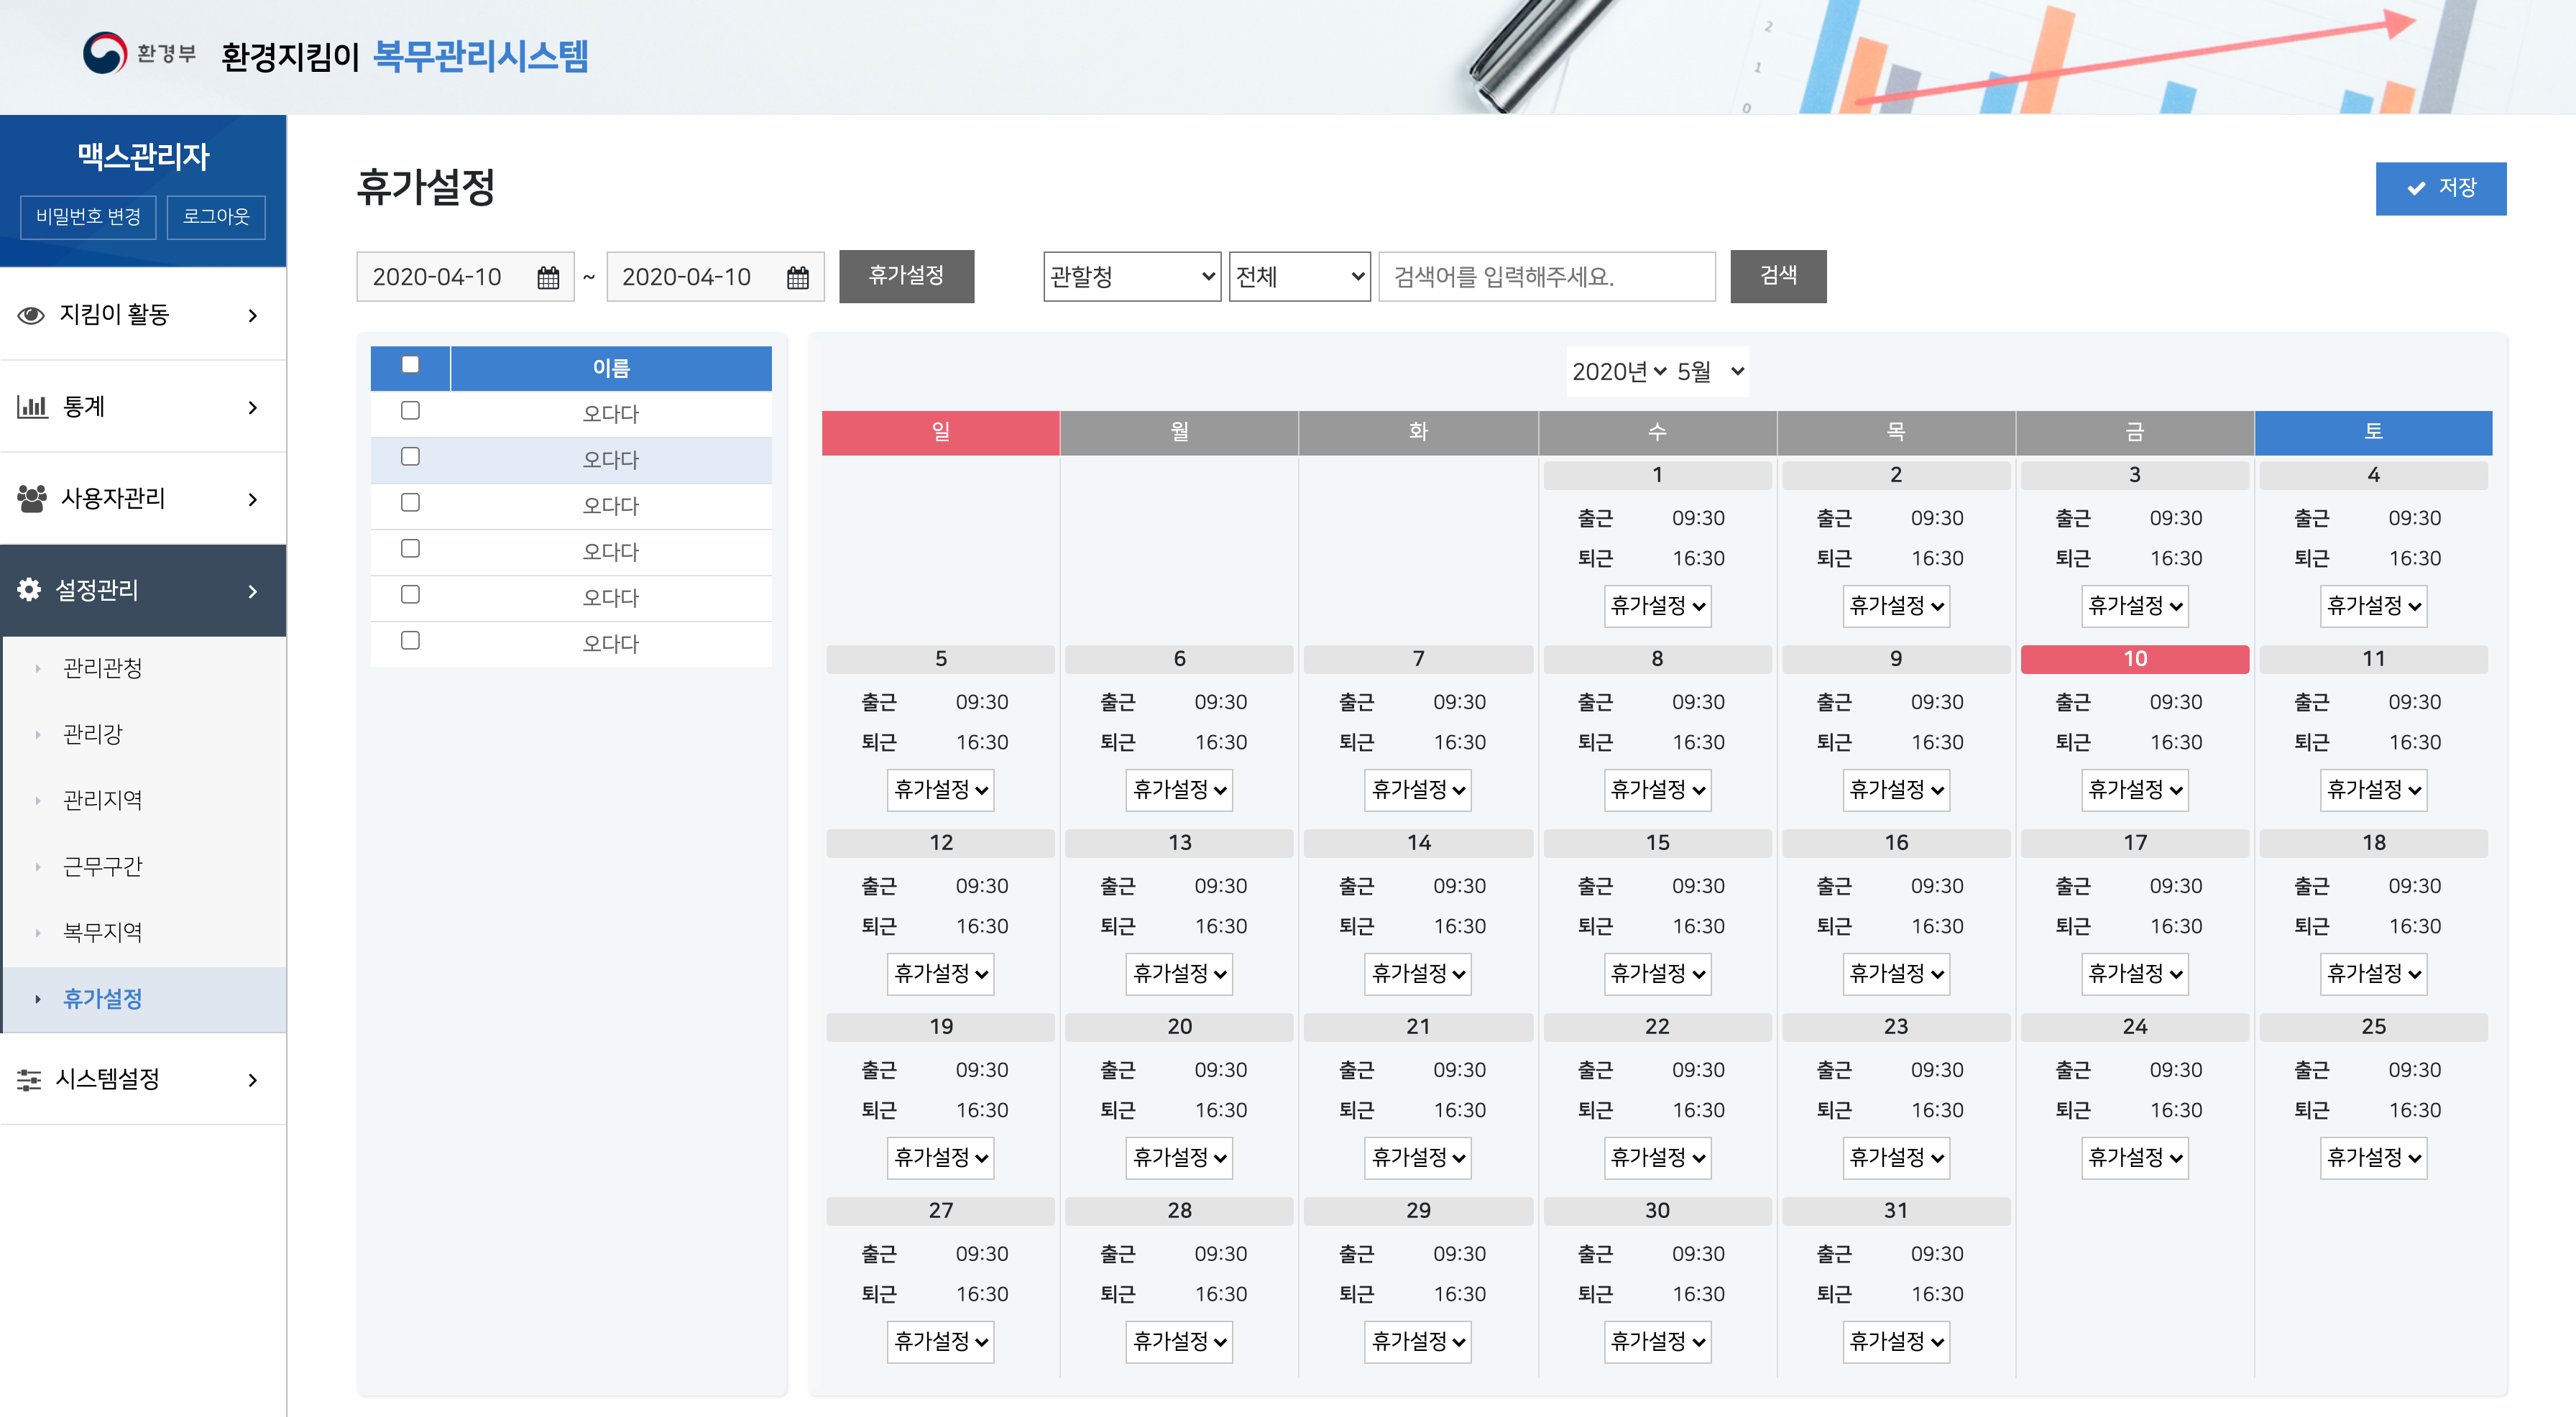 환경부 환경지킴이 복무관리시스템
2
1
0
맥스관리자
비밀번호 변경 로그아웃
지킴이 활동
통계
사용자관리
설정관리
관리관청
관리강
관리지역
근무구간
복무지역
휴가설정
시스템설정
휴가설정
저장
2020-04-10 ~ 2020-04-10 휴가설정 관할청 전체 검색어를 입력해주세요. 검색
이름
오다다
오다다
오다다
오다다
오다다
오다다
2020년 5월
일 월 화 수 목 금 토
1 2 3 4
출근 09:30 출근 09:30 출근 09:30 출근 09:30
퇴근 16:30 퇴근 16:30 퇴근 16:30 퇴근 16:30
휴가설정 휴가설정 휴가설정 휴가설정
5 6 7 8 9 10 11
출근 09:30 출근 09:30 출근 09:30 출근 09:30 출근 09:30 출근 09:30 출근 09:30
퇴근 16:30 퇴근 16:30 퇴근 16:30 퇴근 16:30 퇴근 16:30 퇴근 16:30 퇴근 16:30
휴가설정 휴가설정 휴가설정 휴가설정 휴가설정 휴가설정 휴가설정
12 13 14 15 16 17 18
출근 09:30 출근 09:30 출근 09:30 출근 09:30 출근 09:30 출근 09:30 출근 09:30
퇴근 16:30 퇴근 16:30 퇴근 16:30 퇴근 16:30 퇴근 16:30 퇴근 16:30 퇴근 16:30
휴가설정 휴가설정 휴가설정 휴가설정 휴가설정 휴가설정 휴가설정
19 20 21 22 23 24 25
출근 09:30 출근 09:30 출근 09:30 출근 09:30 출근 09:30 출근 09:30 출근 09:30
퇴근 16:30 퇴근 16:30 퇴근 16:30 퇴근 16:30 퇴근 16:30 퇴근 16:30 퇴근 16:30
휴가설정 휴가설정 휴가설정 휴가설정 휴가설정 휴가설정 휴가설정
27 28 29 30 31
출근 09:30 출근 09:30 출근 09:30 출근 09:30 출근 09:30
퇴근 16:30 퇴근 16:30 퇴근 16:30 퇴근 16:30 퇴근 16:30
휴가설정 휴가설정 휴가설정 휴가설정 휴가설정